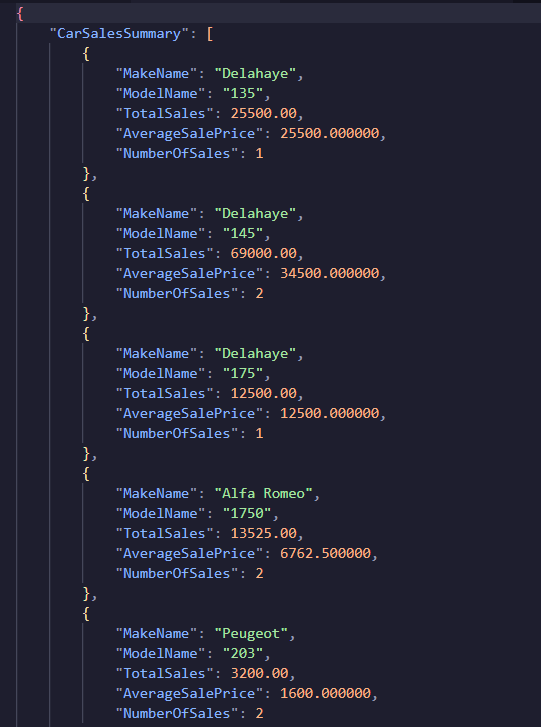 {
"CarSalesSummary": [
{
"MakeName": "Delahaye",
"ModelName": "135",
"TotalSales": 25500.00,
"AverageSalePrice": 25500.000000,
"NumberOfSales": 1
},
{
"MakeName": "Delahaye",
"ModelName": "145",
"TotalSales": 69000.00,
"AverageSalePrice": 34500.000000,
"NumberOfSales": 2
},
{
"MakeName": "Delahaye",
"ModelName": "175",
"TotalSales": 12500.00,
"AverageSalePrice": 12500.000000,
"NumberOfSales": 1
},
{
"MakeName": "Alfa Romeo",
"ModelName": "1750",
"TotalSales": 13525.00,
"AverageSalePrice": 6762.500000,
"NumberOfSales": 2
},
{
"MakeName": "Peugeot",
"ModelName": "203",
"TotalSales": 3200.00,
"AverageSalePrice": 1600.000000,
"NumberOfSales": 2